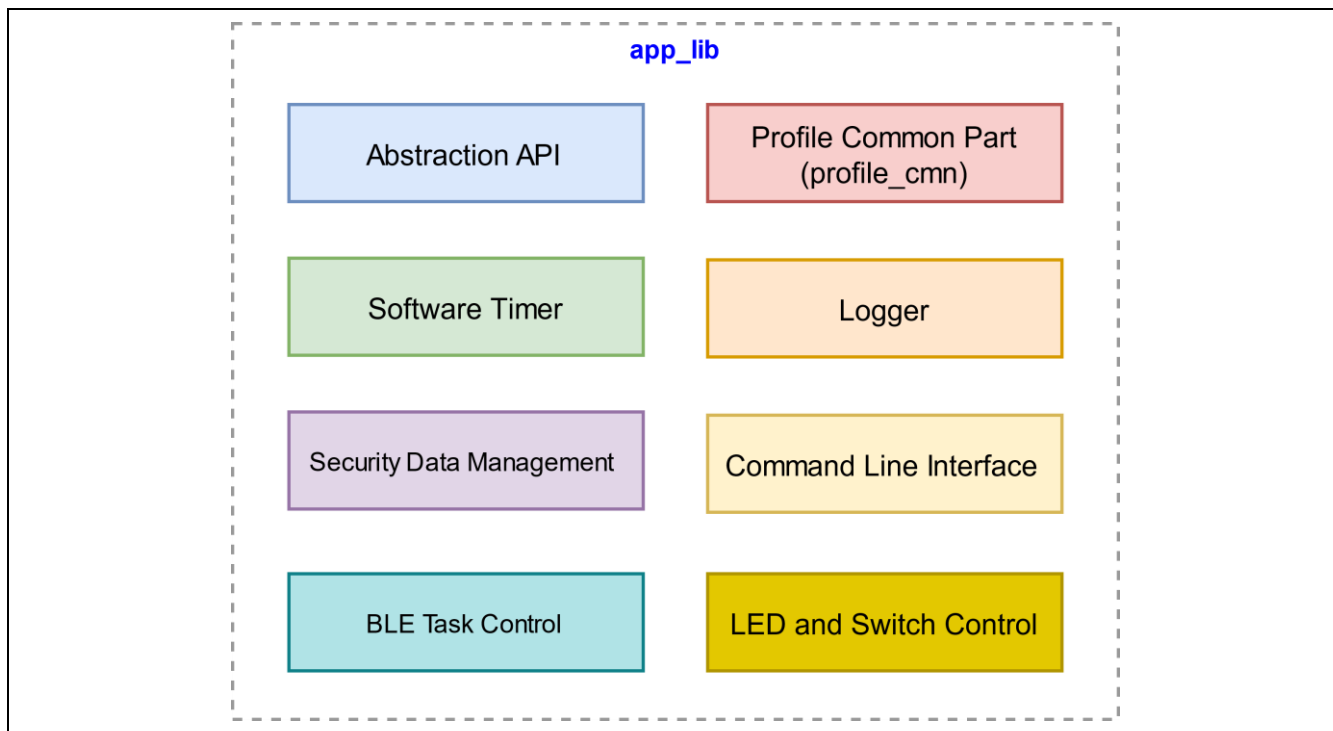 app_lib
Abstraction API
Profile Common Part
(profile_cmn)
Software Timer
Logger
Security Data Management
Command Line Interface
BLE Task Control
LED and Switch Control